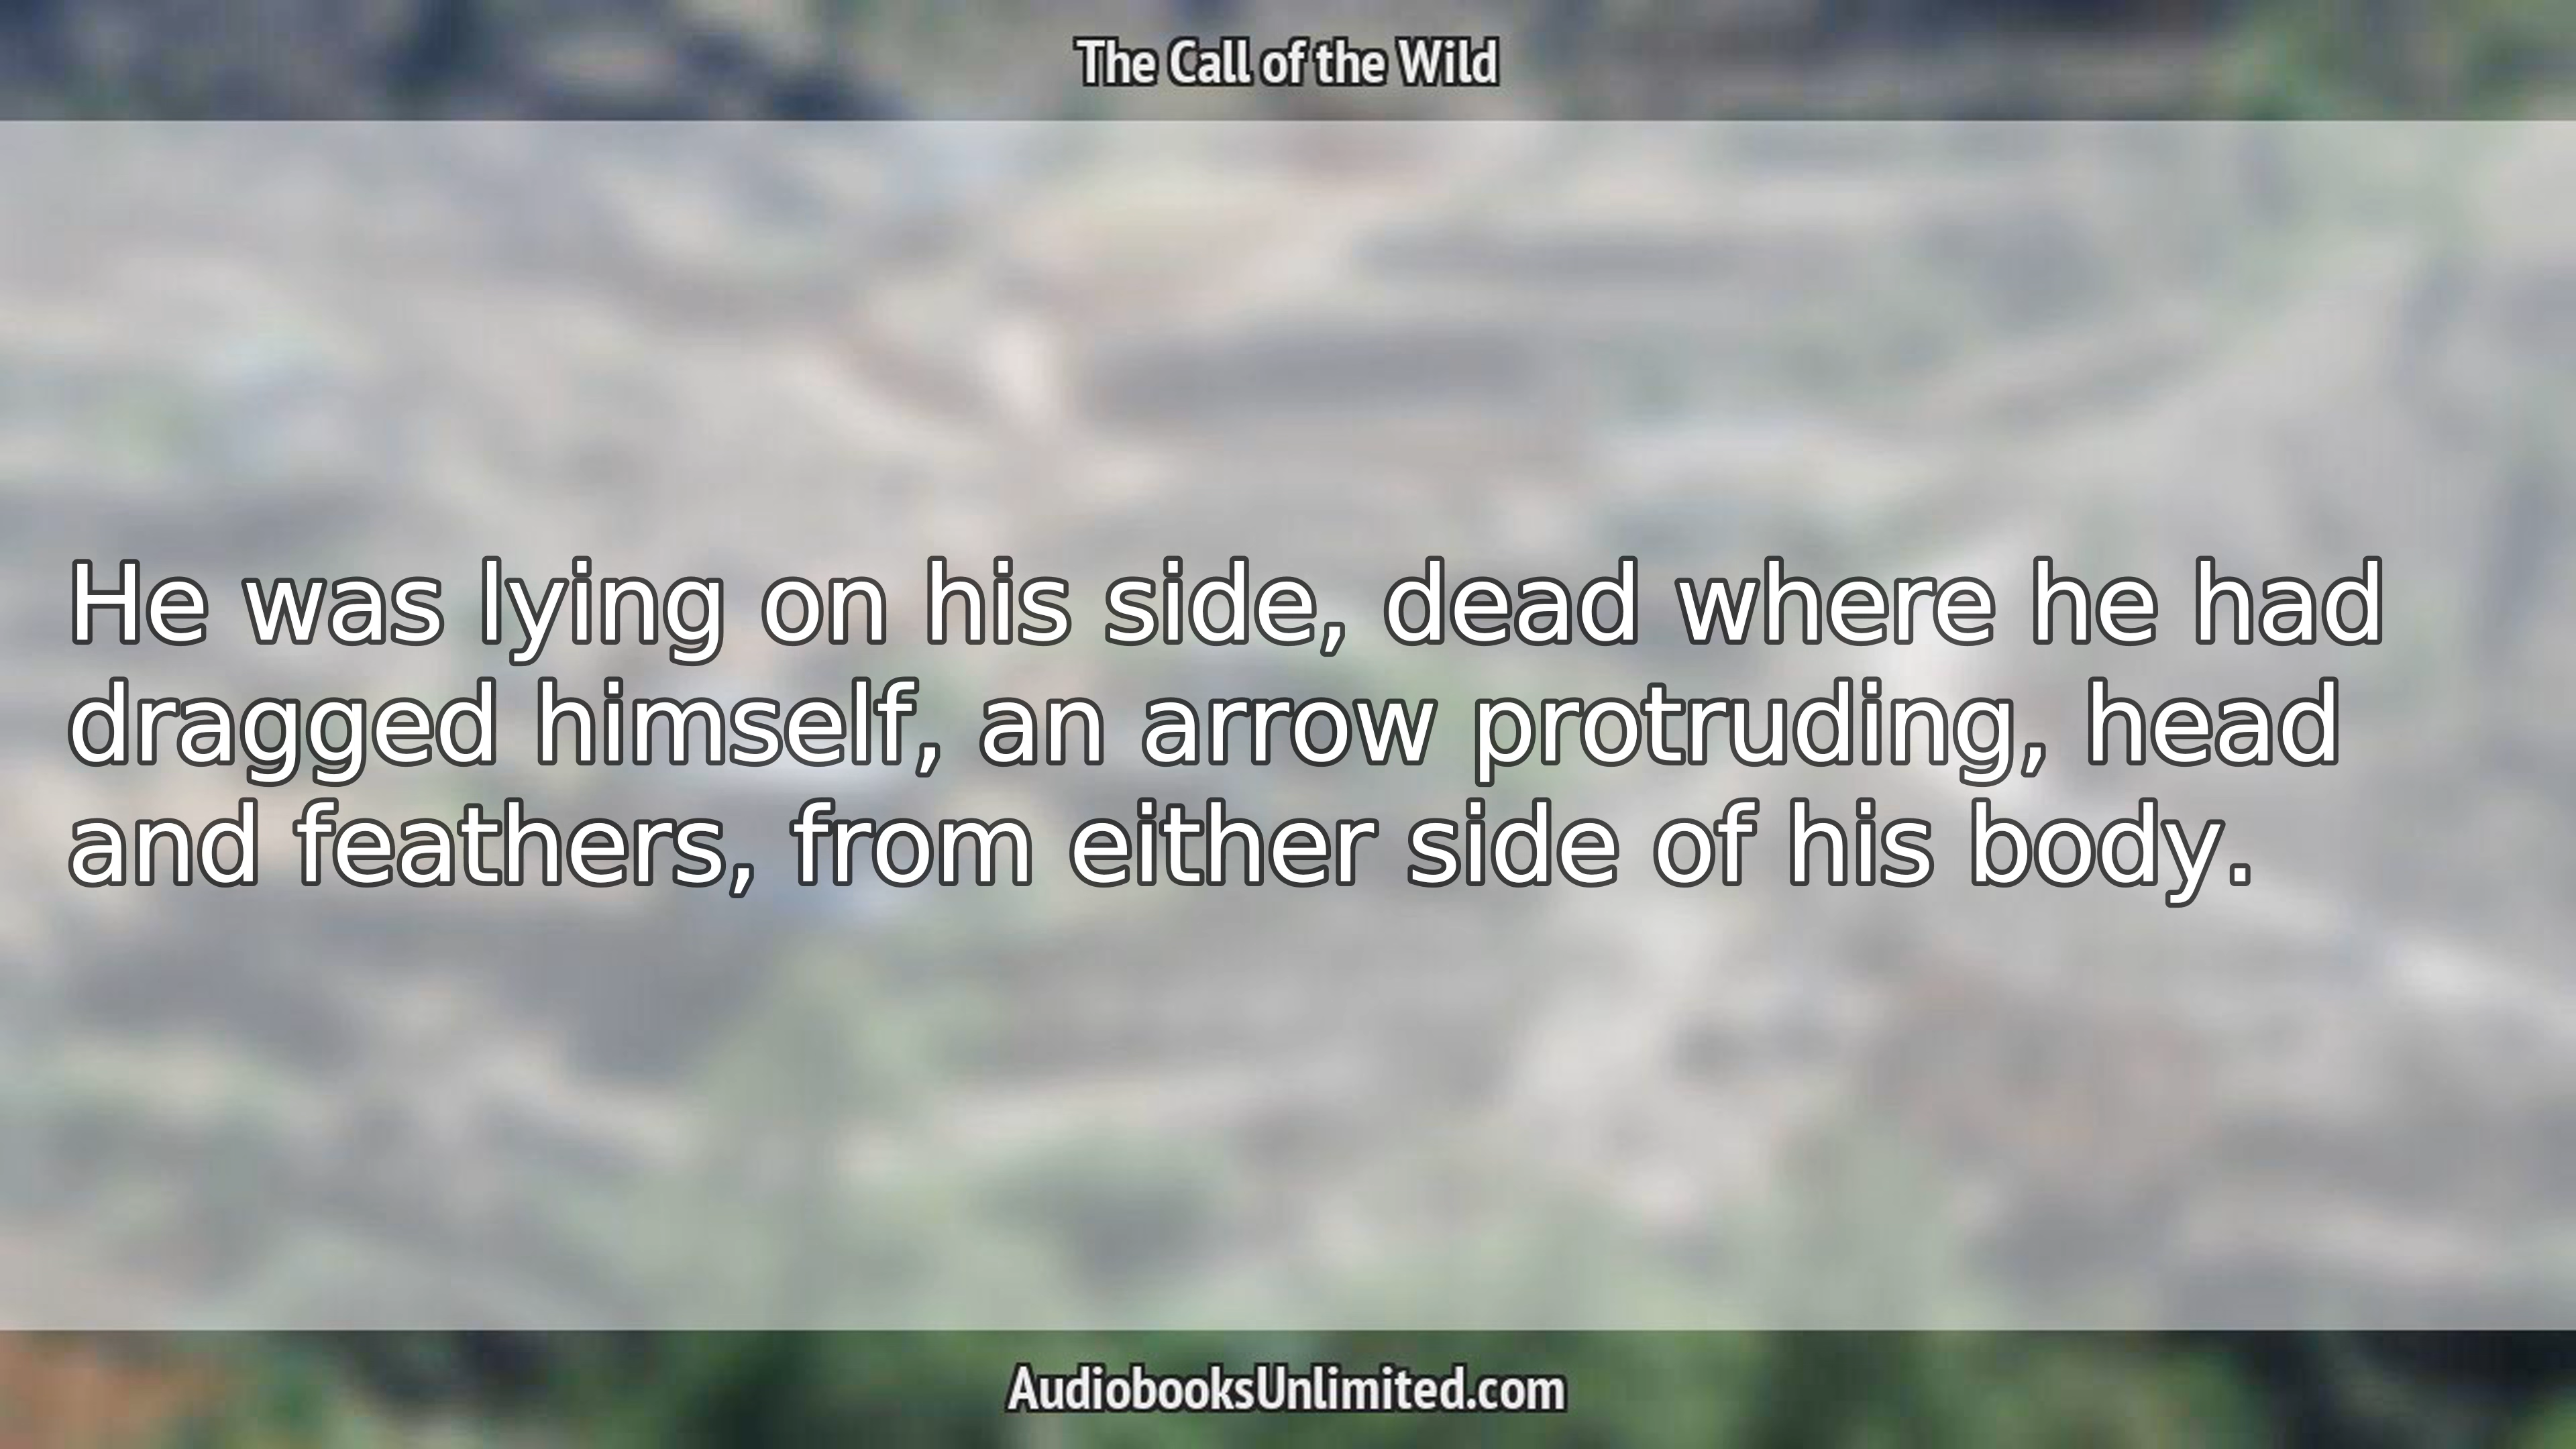 The Call of the Wild
He was lying on his side, dead where he had
dragged himself, an arrow protruding, head
and feathers, from either side of his body.
AudiobooksUnlimited.com